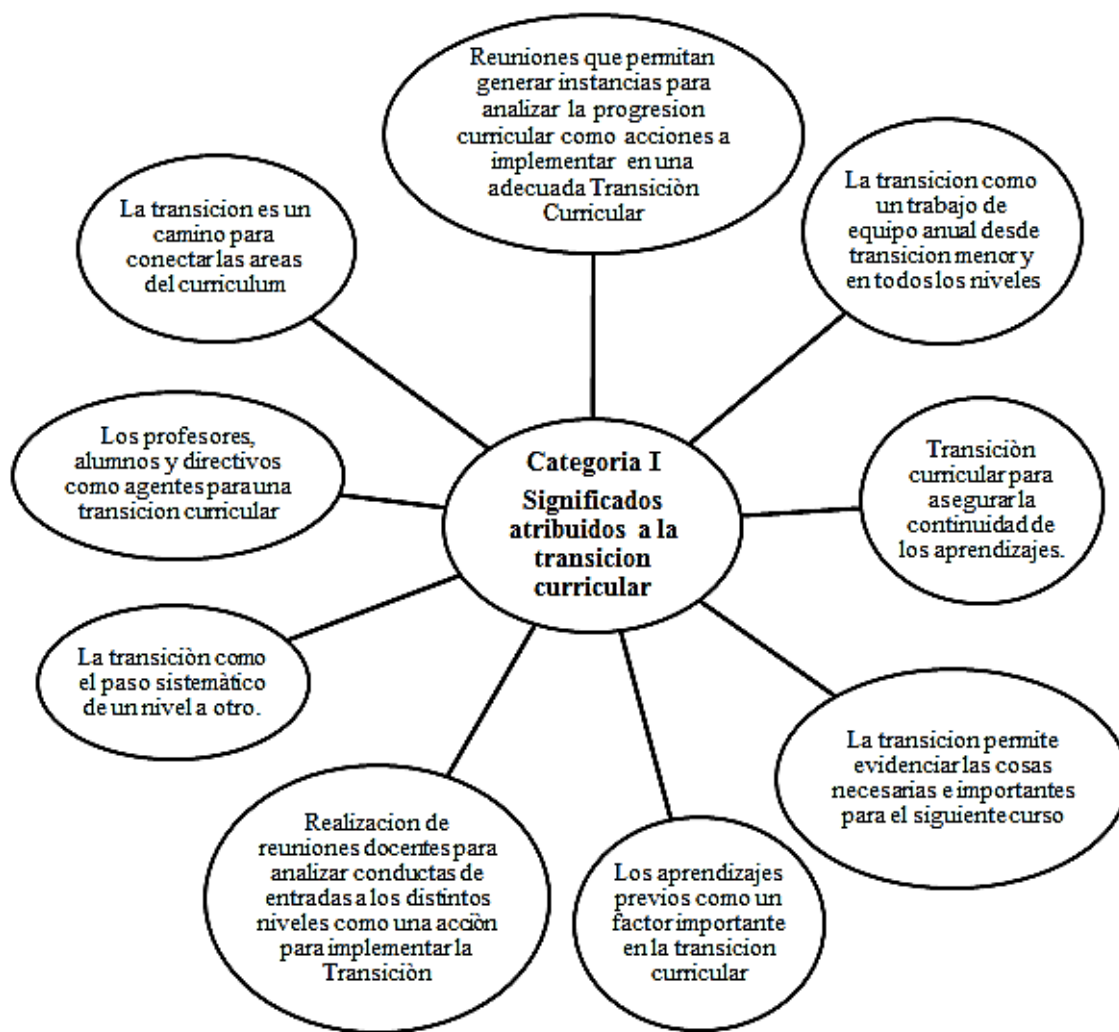 Reuniones que permitan
generar instancias para
analizar la progresion
curricular como acciones a
implementar en una
adecuada Transiciòn
Curricular
La transicion como
un trabajo de
equipo anual desde
transicion menor y
en todos los niveles
La transicion es un
camino para
conectar las areas
del curriculum
Los profesores,
alumnos y directivos
como agentes para una
transicion curricular
Categoria I
Significados
atribuidos a la
transicion
curricular
Transiciòn
curricular para
asegurar la
continuidad de
los aprendizajes.
La transiciòn como
el paso sistemàtico
de un nivel a otro.
La transicion permite
evidenciar las cosas
necesarias e importantes
para el siguiente curso
Realizacion de
reuniones docentes para
analizar conductas de
entradas a los distintos
niveles como una acciòn
para implementar la
Transiciòn
Los aprendizajes
previos como un
factor importante
en la transicion
curricular